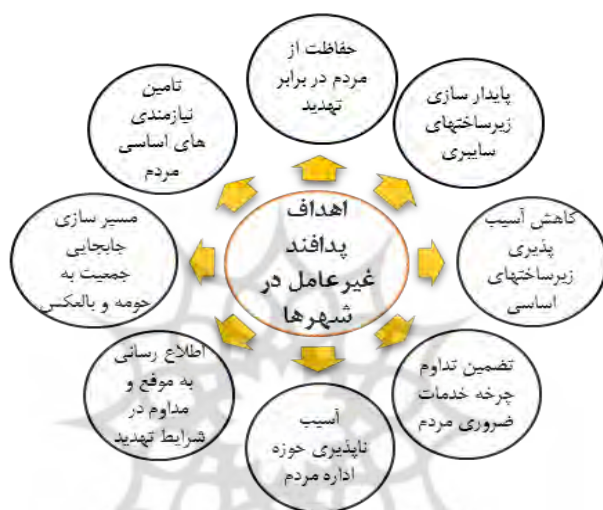 حفاظت از
مردم در برابر
تهدید
پایدار سازی
زیرساختهای
سایبری
کاهش آسیب
پذیری
زیرساختهای
اساسی
تضمین تداوم
چرخه خدمات
ضروری مردم
آسیب
ناپذیری حوزه
اداره مردم
اطلاع رسانی
به موقع و
مداوم در
شرایط تهدید
مسیر سازی
جابجایی
جمعیت به
حومه و بالعکس
تامین
نیازمندی
های اساسی
مردم
اهداف
پدافند
غیرعامل در
شهرها